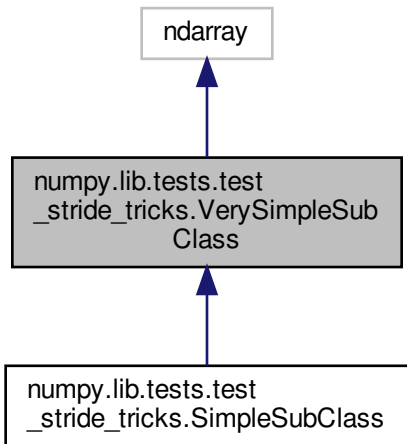 ndarray
numpy.lib.tests.test
_stride_tricks.VerySimpleSub
Class
numpy.lib.tests.test
_stride_tricks.SimpleSubClass